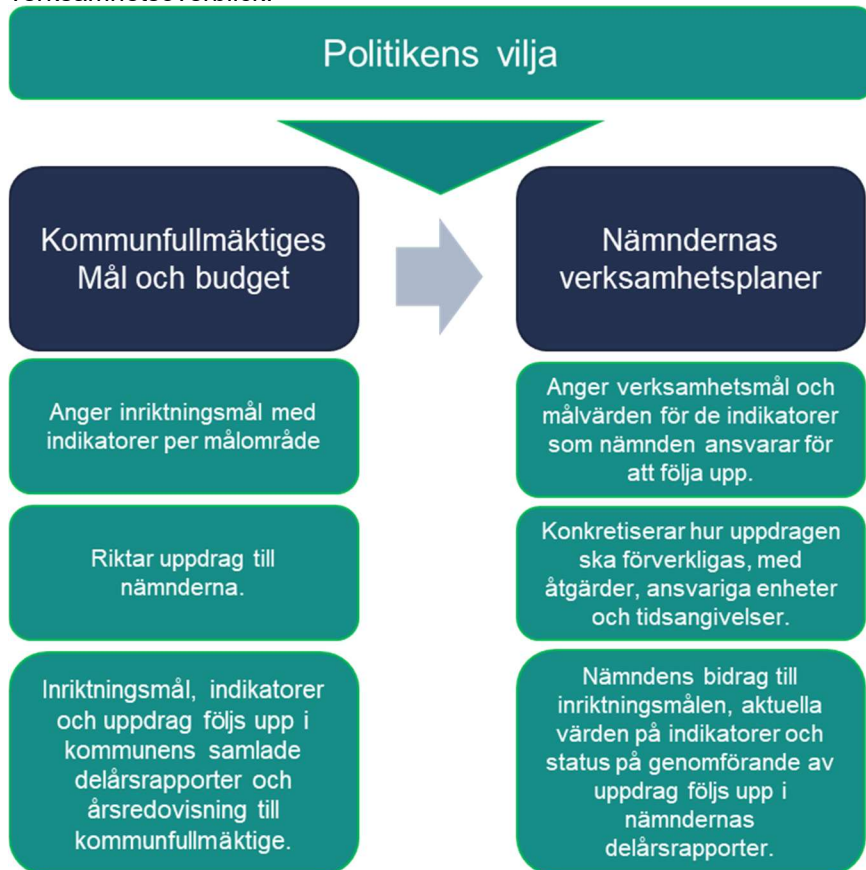 verksamhetsöverblick.
Politikens vilja
Kommunfullmäktiges
Mål och budget
Nämndernas
verksamhetsplaner
Anger inriktningsmål med
indikatorer per målområde
Anger verksamhetsmål och
målvärden för de indikatorer
som nämnden ansvarar för
att följa upp.
Riktar uppdrag till
nämnderna.
Konkretiserar hur uppdragen
ska förverkligas, med
åtgärder, ansvariga enheter
och tidsangivelser.
Inriktningsmål, indikatorer
och uppdrag följs upp i
kommunens samlade
delårsrapporter och
årsredovisning till
kommunfullmäktige.
Nämndens bidrag till
inriktningsmålen, aktuella
värden på indikatorer och
status på genomförande av
uppdrag följs upp i
nämndernas
delårsrapporter.